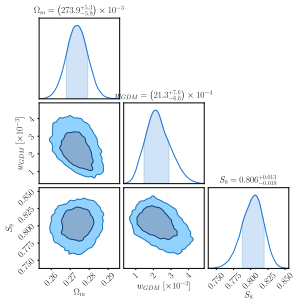 Ω_m = (273.9^{+5.3}_{-5.9}) × 10^{-3}
w_{GDM} = (21.3^{+7.6}_{-6.6}) × 10^{-4}
w_{GDM} [×10^{-3}]
4
3
2
1
S_8 = 0.806^{+0.013}_{-0.018}
S_8
0.850
0.825
0.800
0.775
0.750
0.26 0.27 0.28 0.29
Ω_m
1 2 3 4
w_{GDM} [×10^{-3}]
0.750 0.775 0.800 0.825 0.850
S_8